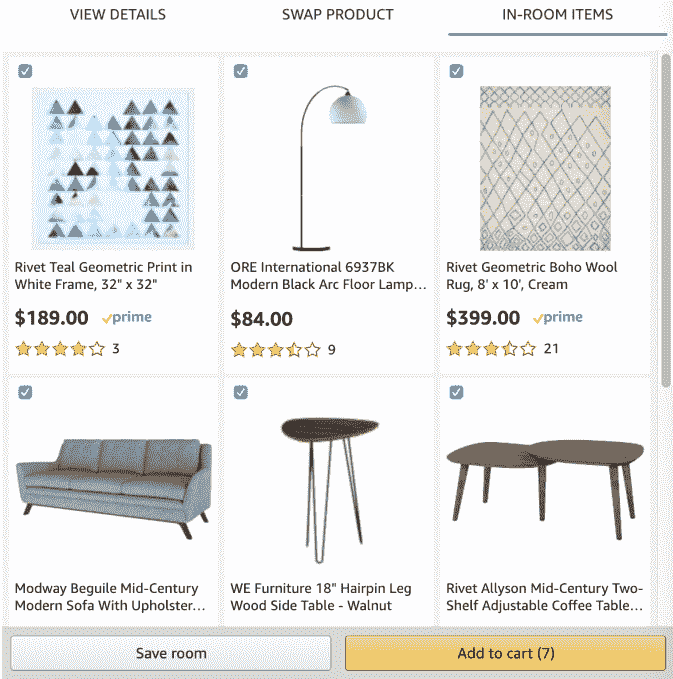 VIEW DETAILS
SWAP PRODUCT
IN-ROOM ITEMS
Rivet Teal Geometric Print in
White Frame, 32" x 32"
$189.00 prime
3
ORE International 6937BK
Modern Black Arc Floor Lamp...
$84.00
9
Rivet Geometric Boho Wool
Rug, 8' x 10', Cream
$399.00 prime
21
Modway Beguile Mid-Century
Modern Sofa With Upholster...
WE Furniture 18" Hairpin Leg
Wood Side Table - Walnut
Rivet Allyson Mid-Century Two-
Shelf Adjustable Coffee Table...
Save room
Add to cart (7)